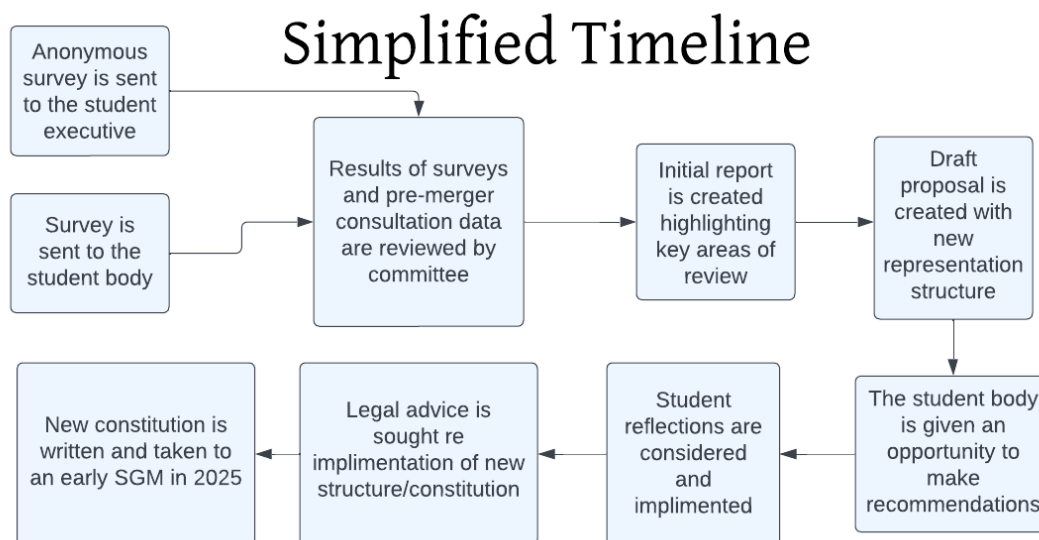 Simplified Timeline
Anonymous
survey is sent
to the student
executive
Survey is
sent to the
student body
Results of surveys
and pre-merger
consultation data
are reviewed by
committee
Initial report
is created
highlighting
key areas of
review
Draft
proposal is
created with
new
representation
structure
The student body
is given an
opportunity to
make
recommendations
Student
reflections are
considered
and
implimented
Legal advice is
sought re
implimentation of new
structure/constitution
New constitution is
written and taken to
an early SGM in 2025